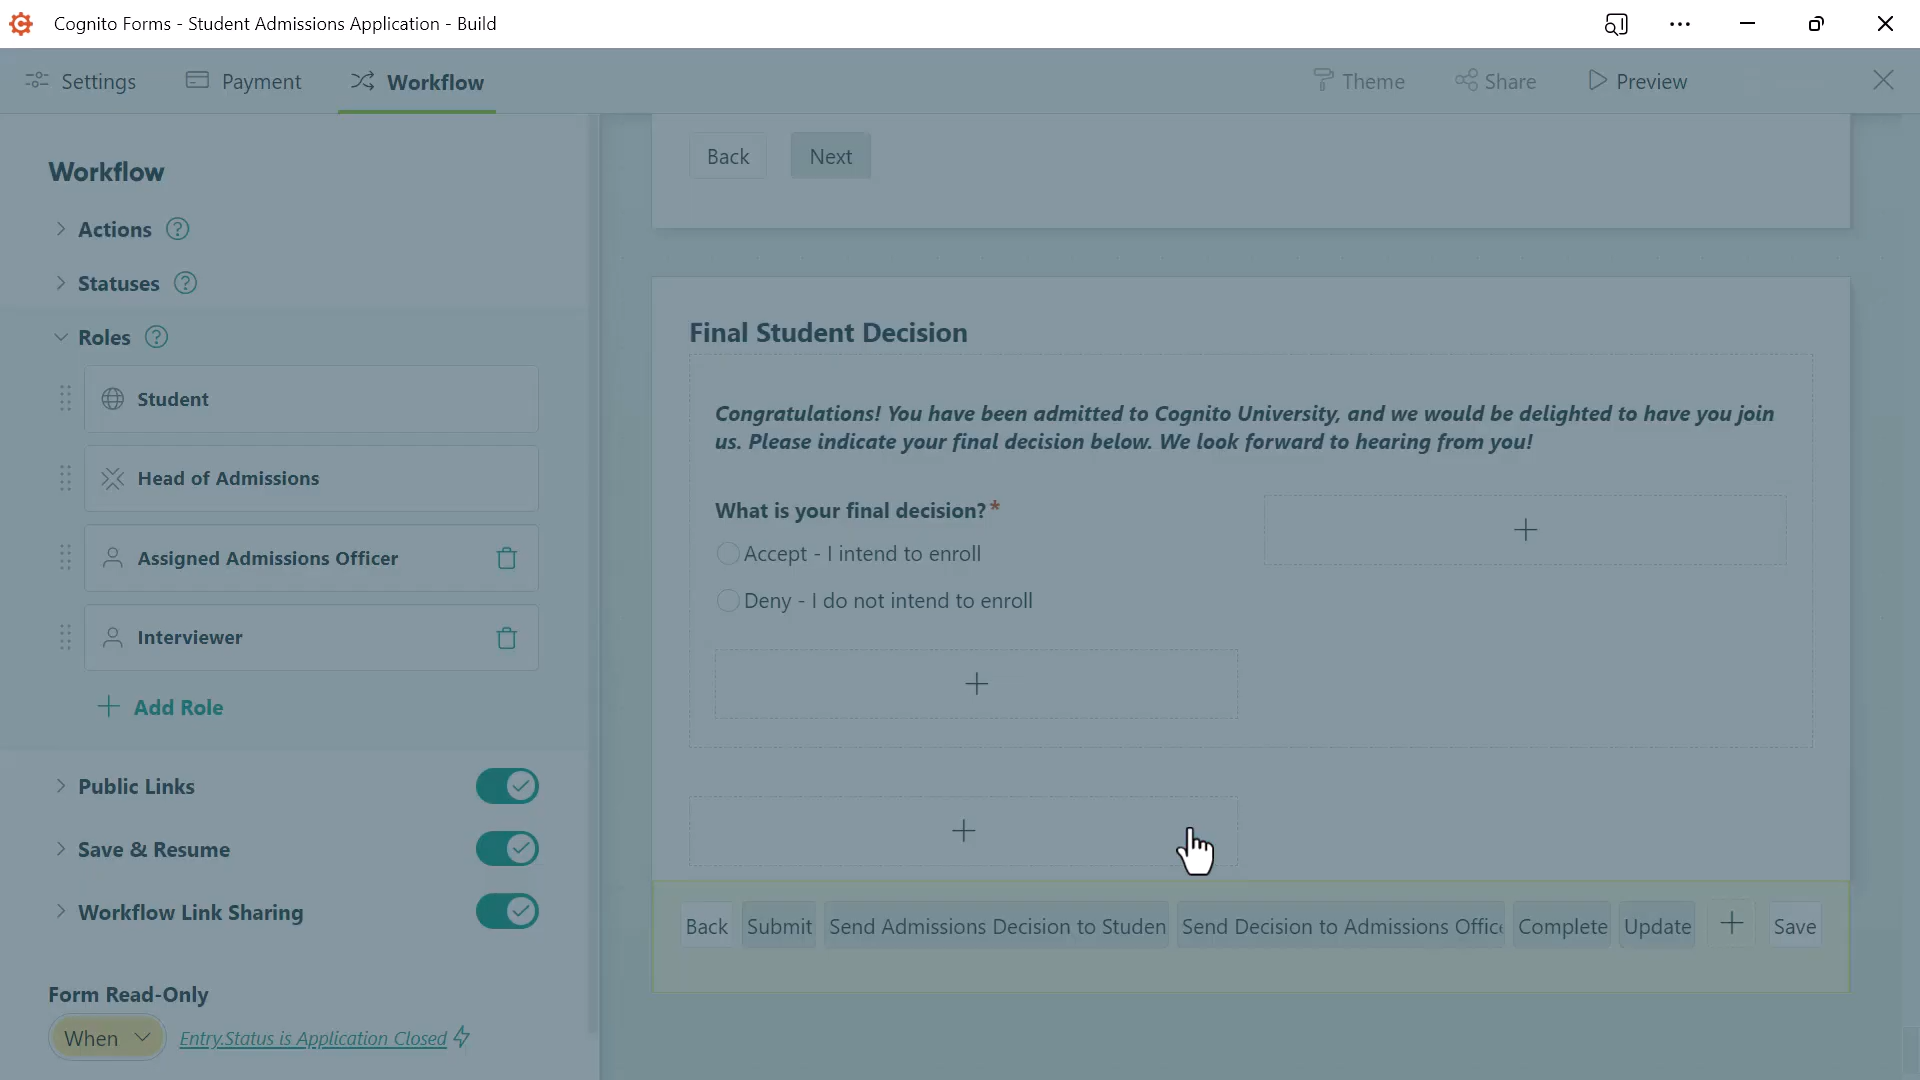 Cognito Forms - Student Admissions Application - Build
Settings
Payment
Workflow
Theme
Share
Preview
Workflow
Actions ?
Statuses ?
Roles ?
Student
Head of Admissions
Assigned Admissions Officer
Interviewer
+ Add Role
Public Links
Save & Resume
Workflow Link Sharing
Form Read-Only
When
Entry.Status is Application Closed
Back
Next
Final Student Decision
Congratulations! You have been admitted to Cognito University, and we would be delighted to have you join
us. Please indicate your final decision below. We look forward to hearing from you!
What is your final decision?*
Accept - I intend to enroll
Deny - I do not intend to enroll
+
+
+
Back
Submit
Send Admissions Decision to Studen
Send Decision to Admissions Offic
Complete
Update
+
Save